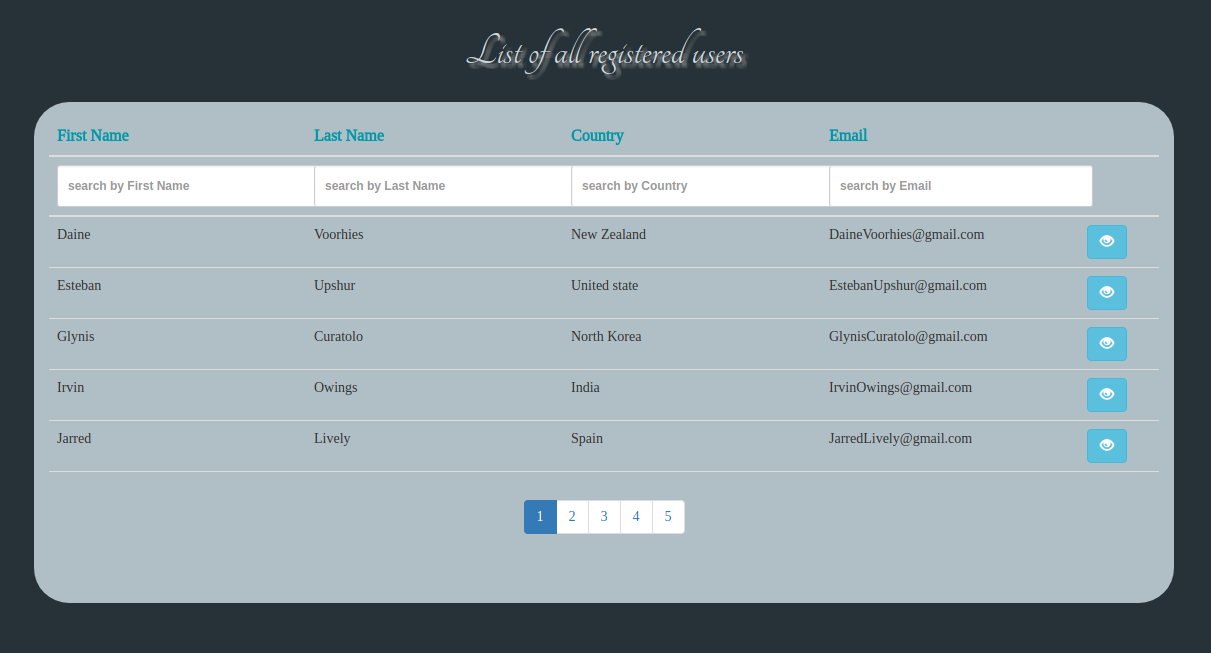 List of all registered users
First Name Last Name Country Email
search by First Name search by Last Name search by Country search by Email
Daine Voorhies New Zealand DaineVoorhies@gmail.com
Esteban Upshur United state EstebanUpshur@gmail.com
Glynis Curatolo North Korea GlynisCuratolo@gmail.com
Irvin Owings India IrvinOwings@gmail.com
Jarred Lively Spain JarredLively@gmail.com
1 2 3 4 5